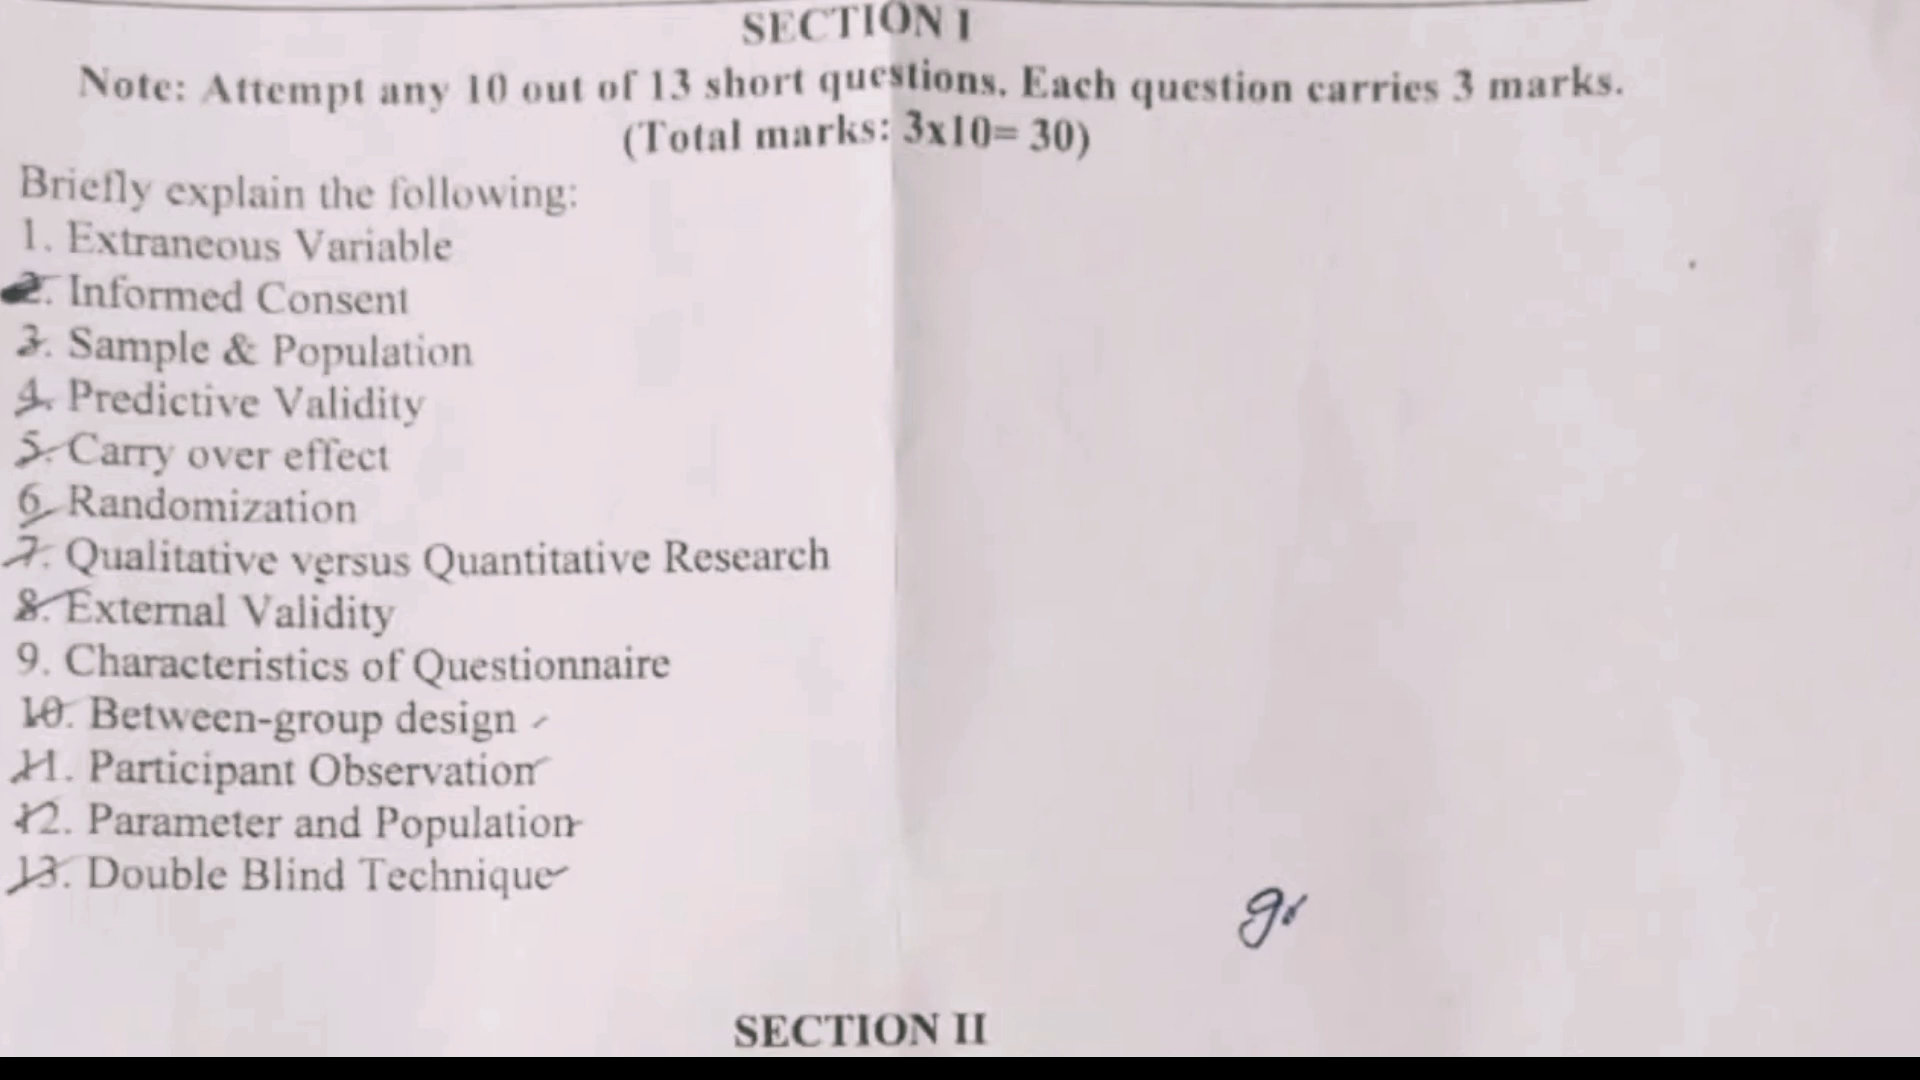 SECTION I
Note: Attempt any 10 out of 13 short questions. Each question carries 3 marks.
(Total marks: 3x10= 30)
Briefly explain the following:
1. Extraneous Variable
2. Informed Consent
3. Sample & Population
4. Predictive Validity
5. Carry over effect
6. Randomization
7. Qualitative versus Quantitative Research
8. External Validity
9. Characteristics of Questionnaire
10. Between-group design
11. Participant Observation
12. Parameter and Population
13. Double Blind Technique
SECTION II